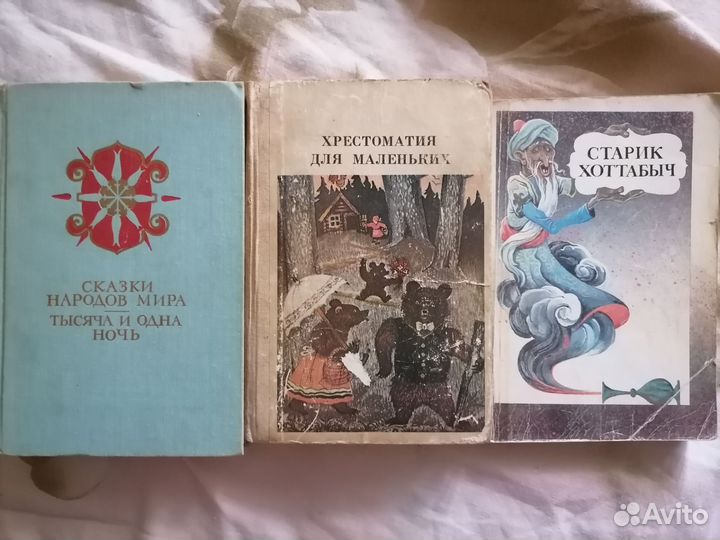 СКАЗКИ
НАРОДОВ МИРА
ТЫСЯЧА И ОДНА
НОЧЬ
ХРЕСТОМАТИЯ
ДЛЯ МАЛЕНЬКИХ
СТАРИК
ХОТТАБЫЧ
Avito